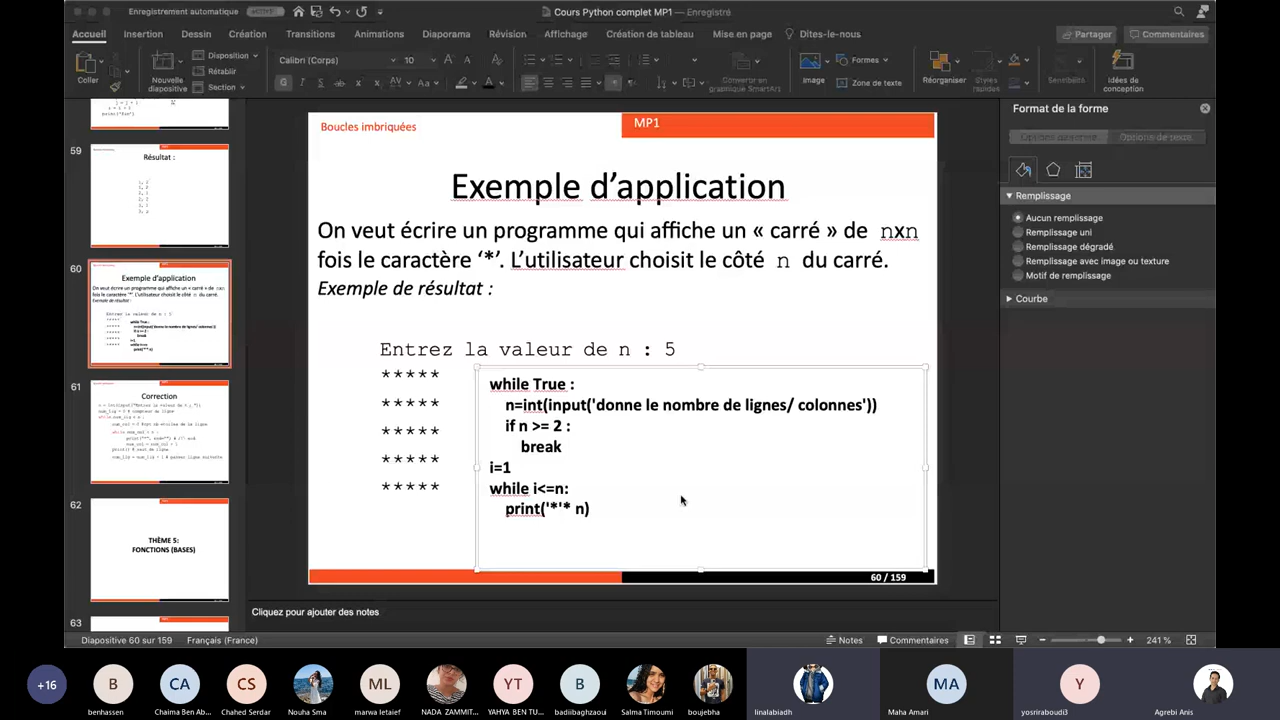 Enregistrement automatique
Cours Python complet MP1 — Enregistré
Accueil Insertion Dessin Création Transitions Animations Diaporama Révision Affichage Création de tableau Mise en page Dites-le-nous Partager Commentaires
Coller
Nouvelle diapositive
Disposition
Rétablir
Section
Calibri (Corps) 10
Convertir en graphique SmartArt
Image
Formes
Zone de texte
Réorganiser
Styles rapides
Sensibilité
Idées de conception
59
Résultat :
60
Exemple d'application
61
Correction
62
THÈME 5:
FONCTIONS (BASES)
63
Boucles imbriquées
MP1
Exemple d’application
On veut écrire un programme qui affiche un « carré » de nxn
fois le caractère ‘*’. L’utilisateur choisit le côté n du carré.
Exemple de résultat :
Entrez la valeur de n : 5
*****
*****
*****
*****
*****
while True :
n=int(input('donne le nombre de lignes/ colonnes'))
if n >= 2 :
break
i=1
while i<=n:
print('*'* n)
60 / 159
Format de la forme
Options de texte
Remplissage
Aucun remplissage
Remplissage uni
Remplissage dégradé
Remplissage avec image ou texture
Motif de remplissage
Courbe
Cliquez pour ajouter des notes
Diapositive 60 sur 159 Français (France) Notes Commentaires 241 %
+16 B CA CS ML YT B MA Y
benhassen Chaima Ben Ab... Chahed Serdar Nouha Sma marwa letaief NADA ZAMMIT... YAHYA BEN TU... badiibaghzaoui Salma Timoumi boujebha linalabiadh Maha Amari yosriraboudi3 Agrebi Anis